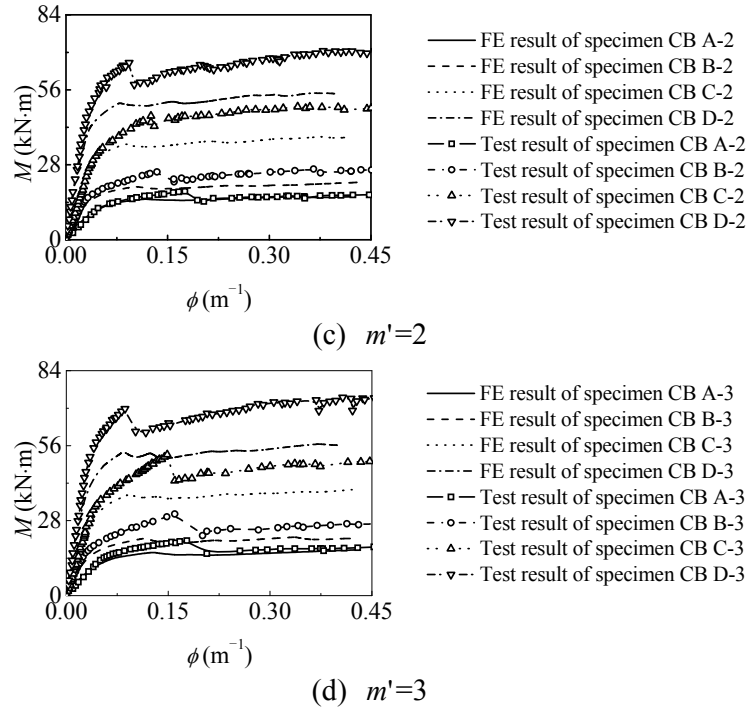 84
56
28
0
M (kN·m)
0.00 0.15 0.30 0.45
ϕ (m⁻¹)
FE result of specimen CB A-2
FE result of specimen CB B-2
FE result of specimen CB C-2
FE result of specimen CB D-2
Test result of specimen CB A-2
Test result of specimen CB B-2
Test result of specimen CB C-2
Test result of specimen CB D-2
(c) m'=2
84
56
28
0
M (kN·m)
0.00 0.15 0.30 0.45
ϕ (m⁻¹)
FE result of specimen CB A-3
FE result of specimen CB B-3
FE result of specimen CB C-3
FE result of specimen CB D-3
Test result of specimen CB A-3
Test result of specimen CB B-3
Test result of specimen CB C-3
Test result of specimen CB D-3
(d) m'=3